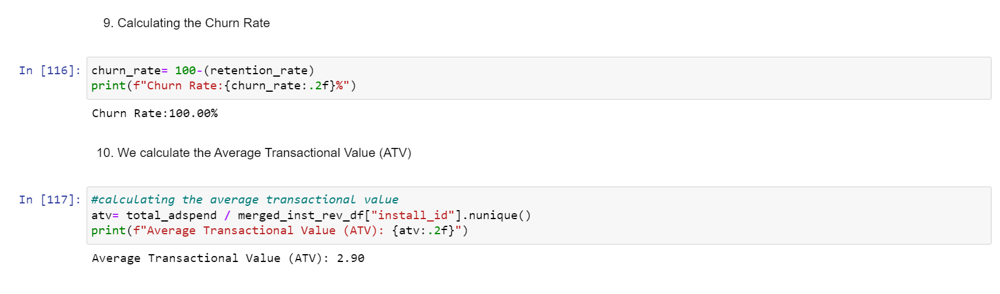 9. Calculating the Churn Rate
In [116]:
churn_rate= 100-(retention_rate)
print(f"Churn Rate:{churn_rate:.2f}%")
Churn Rate:100.00%
10. We calculate the Average Transactional Value (ATV)
In [117]:
#calculating the average transactional value
atv= total_adspend / merged_inst_rev_df["install_id"].nunique()
print(f"Average Transactional Value (ATV): {atv:.2f}")
Average Transactional Value (ATV): 2.90